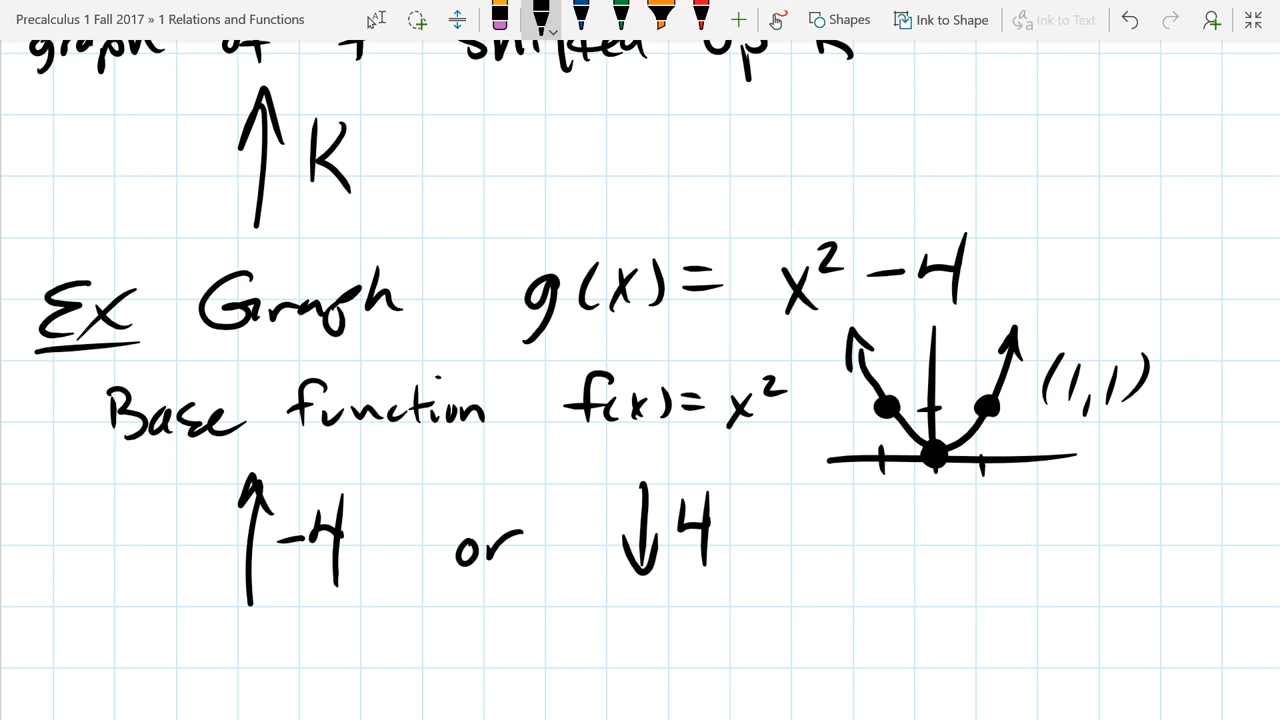 Precalculus 1 Fall 2017 » 1 Relations and Functions
Shapes
Ink to Shape
Ink to Text
graph of f shifted up K
↑ K
Ex Graph g(x) = x² - 4
Base function f(x) = x²
(1,1)
↑ -4 or ↓ 4